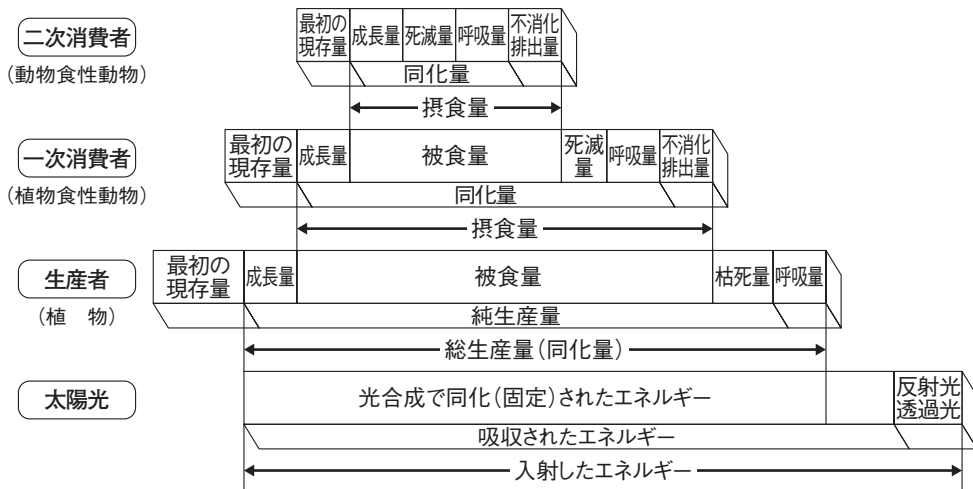 二次消費者
(動物食性動物)
最初の
現存量
成長量
死滅量
呼吸量
不消化
排出量
同化量
摂食量
一次消費者
(植物食性動物)
最初の
現存量
成長量
被食量
死滅
量
呼吸量
不消化
排出量
同化量
摂食量
生産者
(植 物)
最初の
現存量
成長量
被食量
枯死量
呼吸量
純生産量
総生産量(同化量)
太陽光
光合成で同化(固定)されたエネルギー
反射光
透過光
吸収されたエネルギー
入射したエネルギー